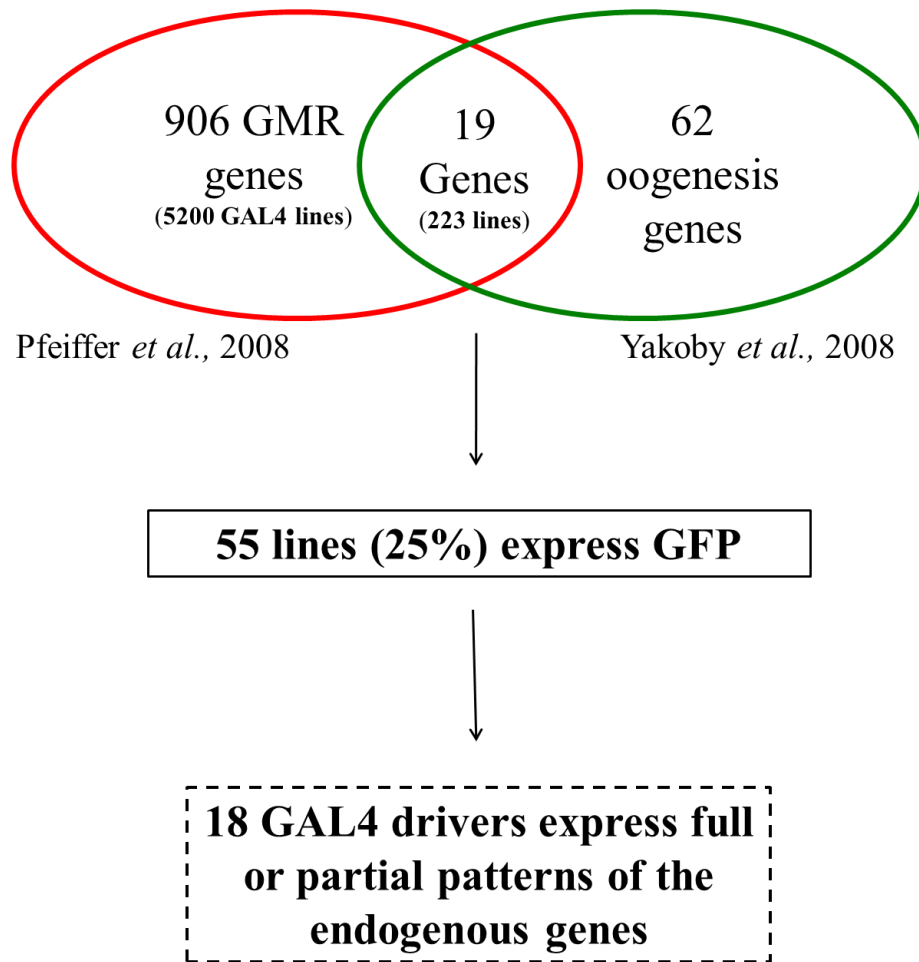 906 GMR
genes
(5200 GAL4 lines)
19
Genes
(223 lines)
62
oogenesis
genes
Pfeiffer et al., 2008
Yakoby et al., 2008
55 lines (25%) express GFP
18 GAL4 drivers express full
or partial patterns of the
endogenous genes